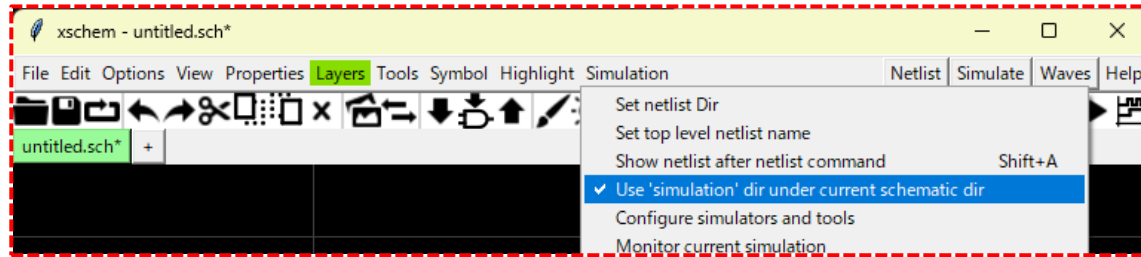 xschem - untitled.sch*
File Edit Options View Properties Layers Tools Symbol Highlight Simulation Netlist Simulate Waves Help
Set netlist Dir
Set top level netlist name
untitled.sch* +
Show netlist after netlist command Shift+A
✓ Use 'simulation' dir under current schematic dir
Configure simulators and tools
Monitor current simulation